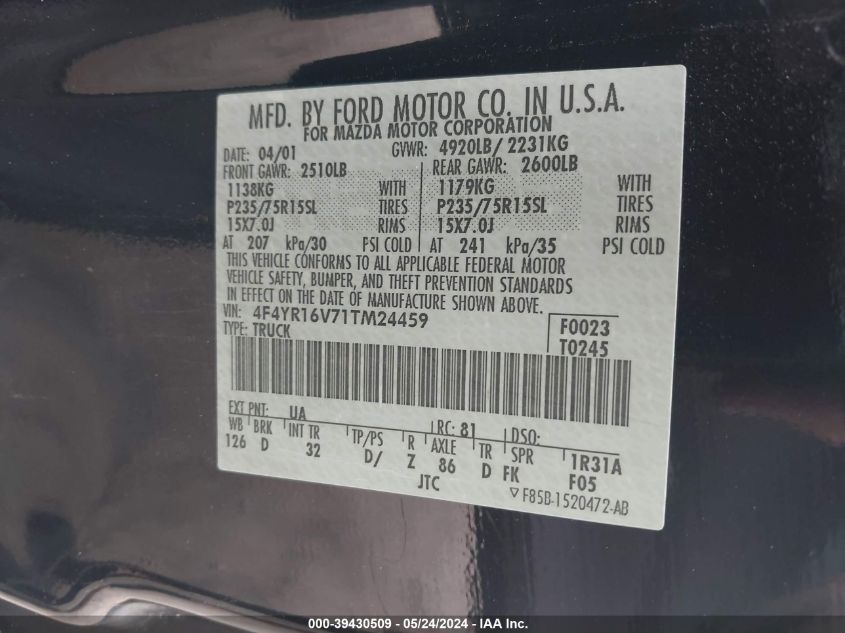 MFD. BY FORD MOTOR CO. IN U.S.A.
FOR MAZDA MOTOR CORPORATION
DATE: 04/01 GVWR: 4920LB/ 2231KG
FRONT GAWR: 2510LB REAR GAWR: 2600LB
1138KG WITH 1179KG WITH
P235/75R15SL TIRES P235/75R15SL TIRES
15X7.0J RIMS 15X7.0J RIMS
AT 207 kPa/30 PSI COLD AT 241 kPa/35 PSI COLD
THIS VEHICLE CONFORMS TO ALL APPLICABLE FEDERAL MOTOR
VEHICLE SAFETY, BUMPER, AND THEFT PREVENTION STANDARDS
IN EFFECT ON THE DATE OF MANUFACTURE SHOWN ABOVE.
VIN: 4F4YR16V71TM24459 F0023
TYPE: TRUCK T0245
EXT PNT: UA RC: 81 DSO:
WB BRK INT TR TP/PS R AXLE TR SPR 1R31A
126 D 32 D/ Z 86 D FK F05
JTC ▽F85B-1520472-AB
000-39430509 - 05/24/2024 - IAA Inc.